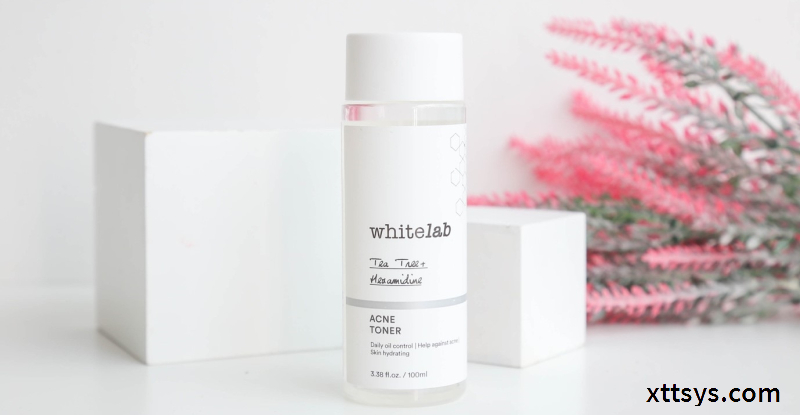 whitelab
Tea Tree+
Hexamidine
ACNE
TONER
Daily oil control | Help against acne |
Skin hydrating
3.38 fl.oz. / 100ml
xttsys.com